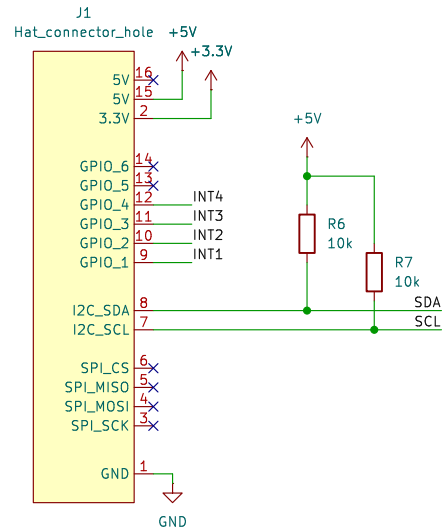 J1
Hat_connector_hole
+5V
+3.3V
5V 16
5V 15
3.3V 2
GPIO_6 14
GPIO_5 13
GPIO_4 12 INT4
GPIO_3 11 INT3
GPIO_2 10 INT2
GPIO_1 9 INT1
+5V
R6
10k
R7
10k
I2C_SDA 8 SDA
I2C_SCL 7 SCL
SPI_CS 6
SPI_MISO 5
SPI_MOSI 4
SPI_SCK 3
GND 1
GND